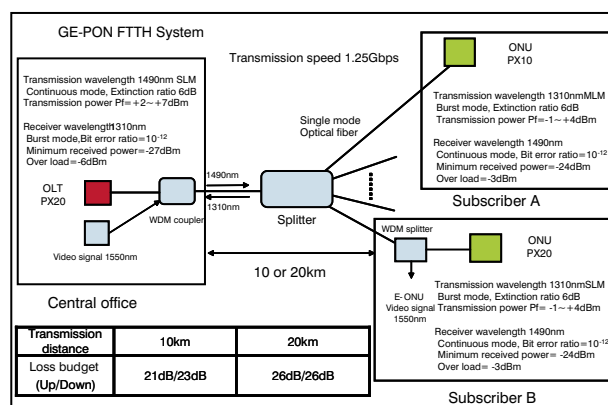 GE-PON FTTH System
Transmission speed 1.25Gbps
Transmission wavelength 1490nm SLM
Continuous mode, Extinction ratio 6dB
Transmission power Pf=+2~+7dBm
Receiver wavelength1310nm
Burst mode,Bit error ratio=10-12
Minimum received power=-27dBm
Over load=-6dBm
OLT
PX20
WDM coupler
Video signal 1550nm
Central office
1490nm
1310nm
Splitter
Single mode
Optical fiber
10 or 20km
ONU
PX10
Transmission wavelength 1310nmMLM
Burst mode, Extinction ratio 6dB
Transmission power Pf=-1~+4dBm
Receiver wavelength 1490nm
Continuous mode, Bit error ratio=10-12
Minimum received power=-24dBm
Over load=-3dBm
Subscriber A
WDM splitter
ONU
PX20
E-ONU
Video signal
1550nm
Transmission wavelength 1310nmSLM
Burst mode, Extinction ratio 6dB
Transmission power Pf= -1~+4dBm
Receiver wavelength 1490nm
Continuous mode, Bit error ratio=10-12
Minimum received power= -24dBm
Over load= -3dBm
Subscriber B
Transmission distance 10km 20km
Loss budget (Up/Down) 21dB/23dB 26dB/26dB